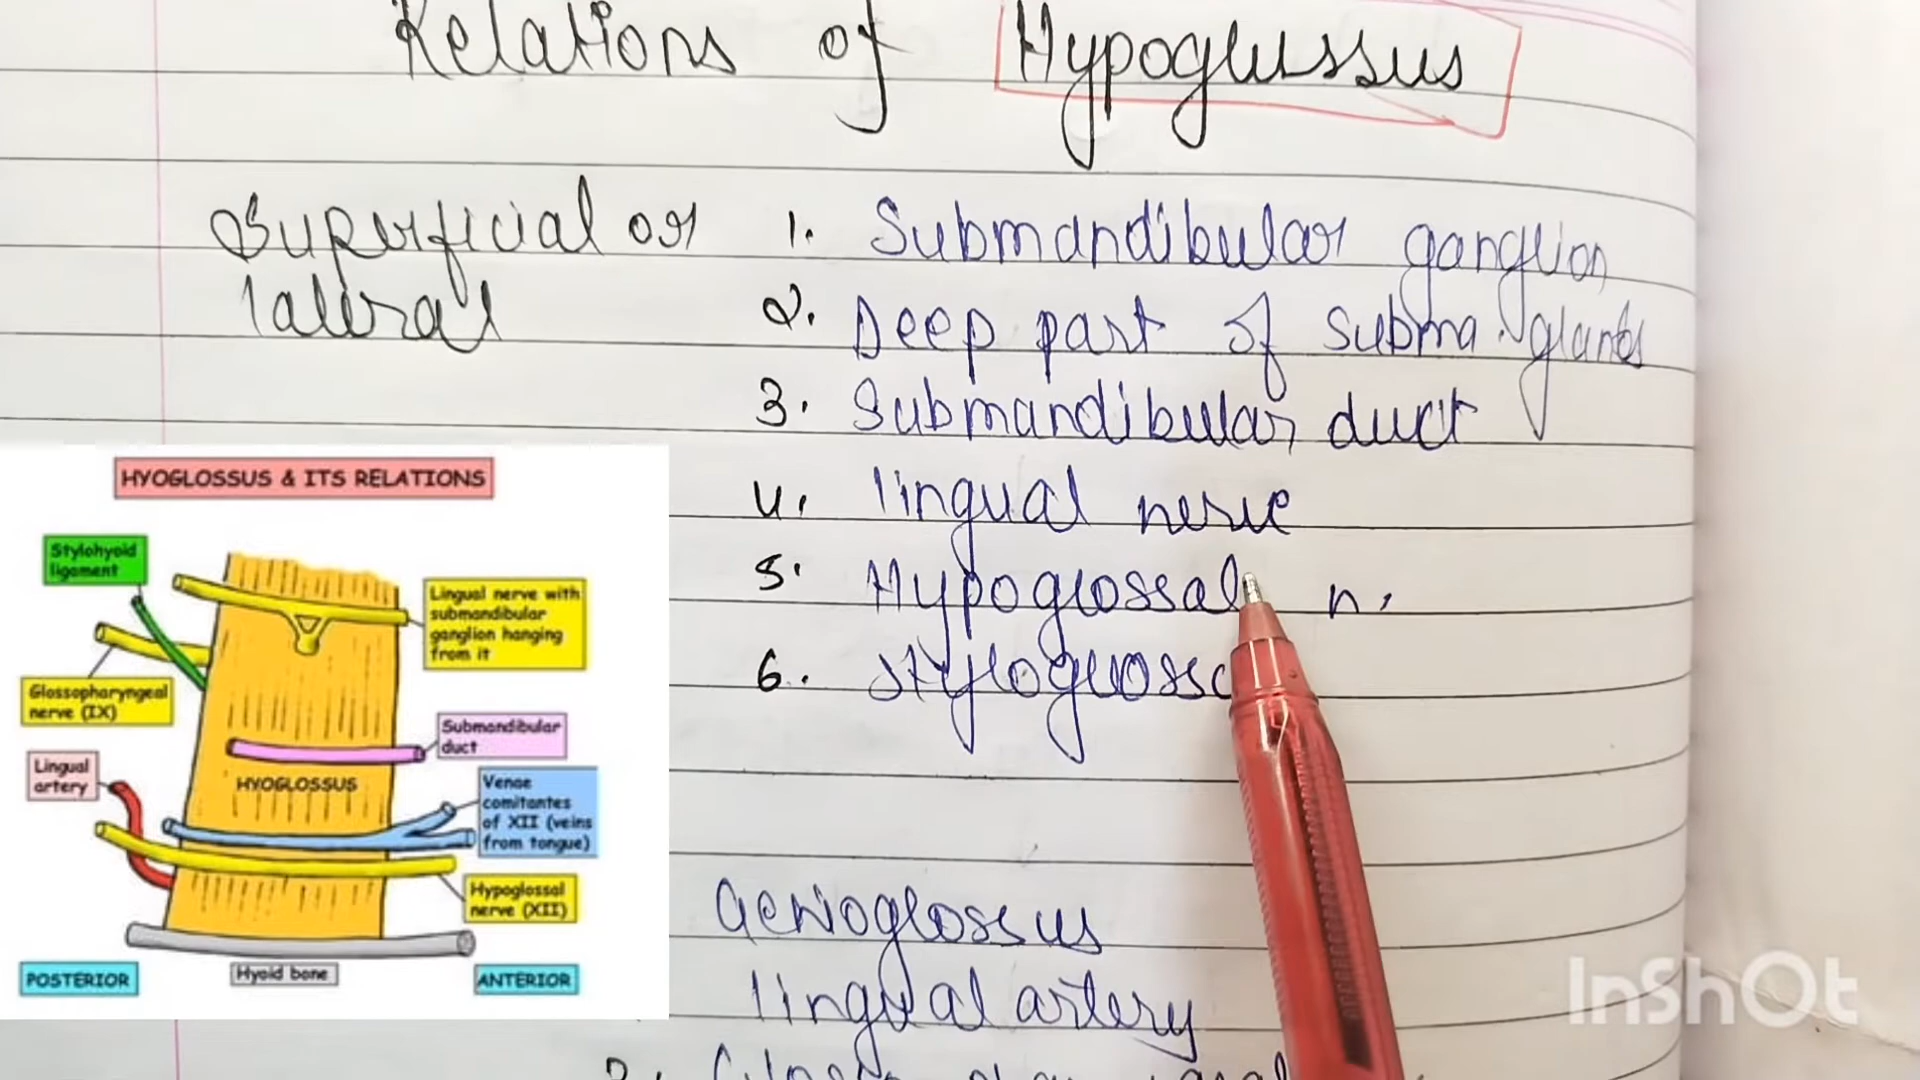 Relations of Hypoglussus
Superficial or
lateral
1. Submandibular ganglion
2. Deep part of subma. glands
3. Submandibular duct
4. lingual nerve
5. Hypoglossal n.
6. Styloglosso
HYOGLOSSUS & ITS RELATIONS
Stylohyoid
ligament
Lingual nerve with
submandibular
ganglion hanging
from it
Glossopharyngeal
nerve (IX)
Submandibular
duct
Lingual
artery
HYOGLOSSUS
Venae
comitantes
of XII (veins
from tongue)
Hypoglossal
nerve (XII)
POSTERIOR
Hyoid bone
ANTERIOR
Genioglossus
lingual artery
InShOt